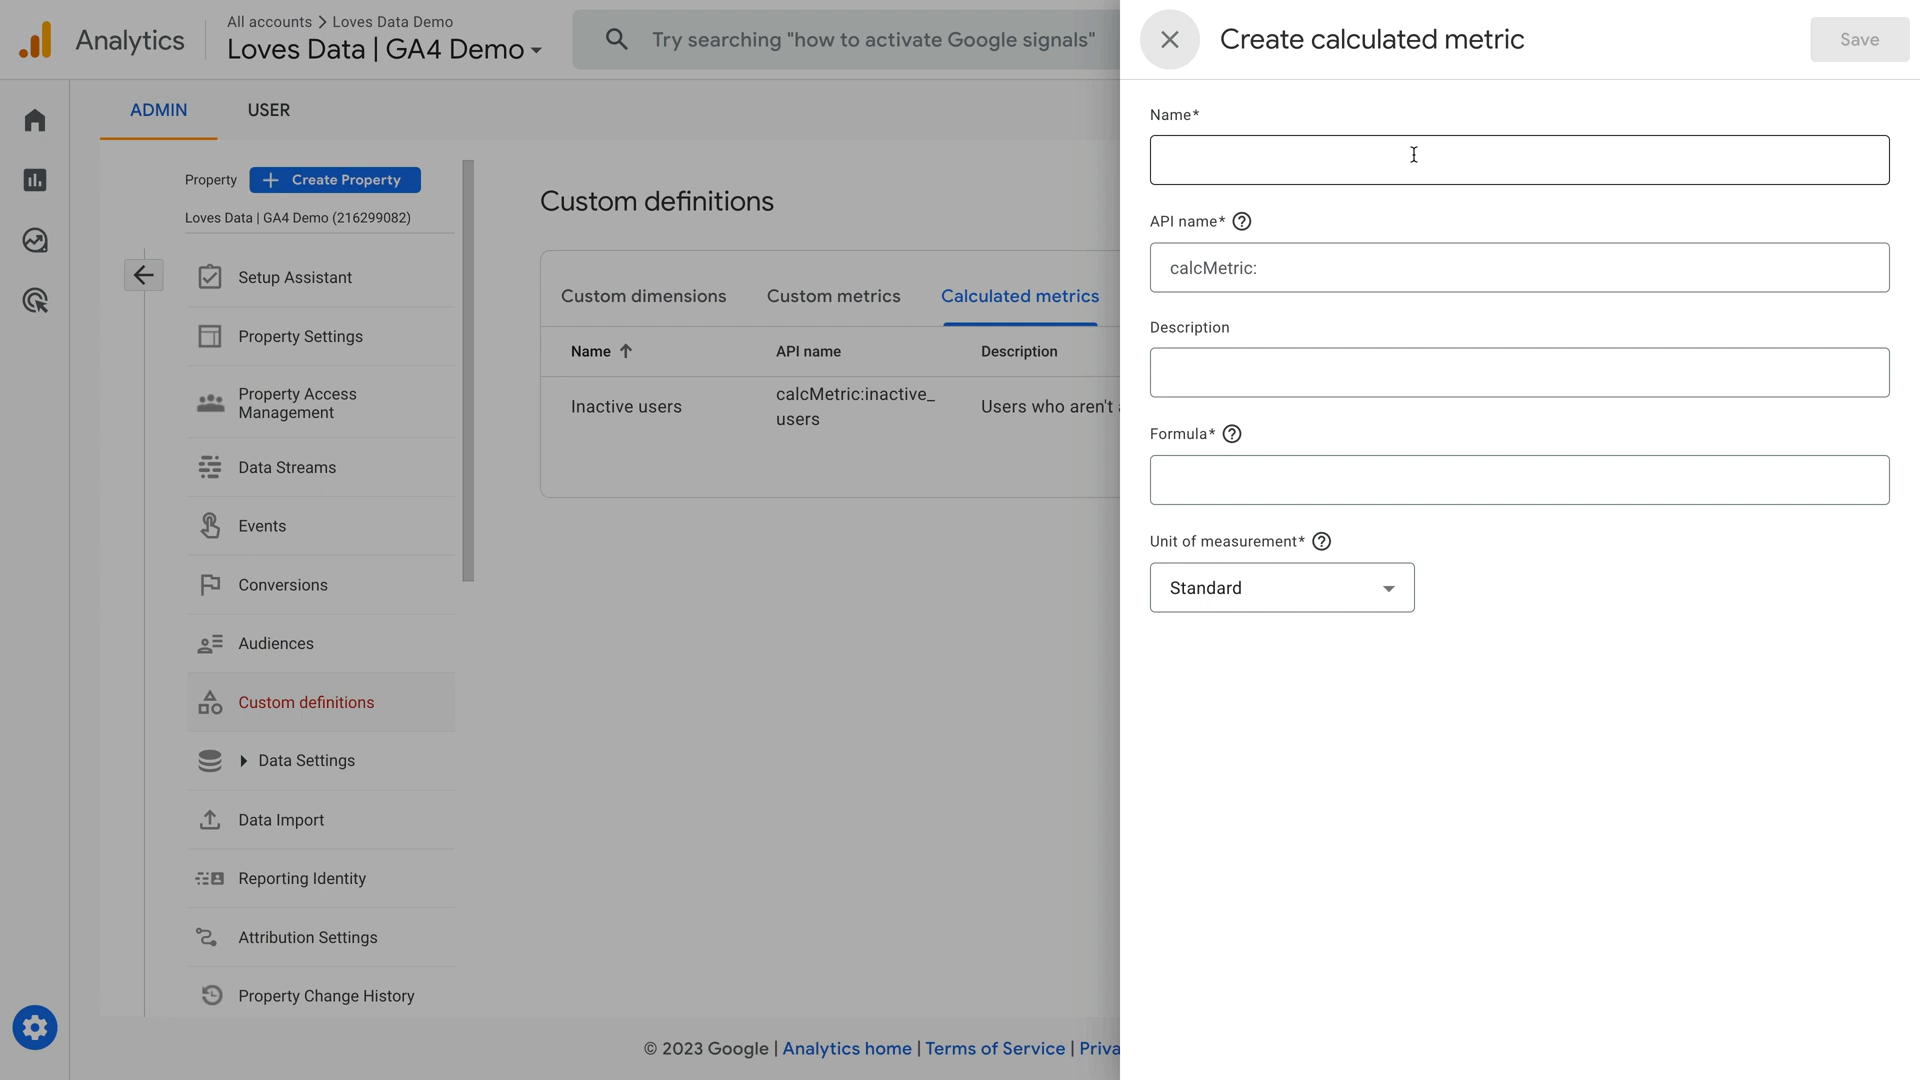 Analytics
All accounts > Loves Data Demo
Loves Data | GA4 Demo
Try searching "how to activate Google signals"
Create calculated metric
Save
ADMIN
USER
Property
Create Property
Loves Data | GA4 Demo (216299082)
Setup Assistant
Property Settings
Property Access
Management
Data Streams
Events
Conversions
Audiences
Custom definitions
Data Settings
Data Import
Reporting Identity
Attribution Settings
Property Change History
Custom definitions
Custom dimensions
Custom metrics
Calculated metrics
Name
API name
Description
Inactive users
calcMetric:inactive_
users
Users who aren't
© 2023 Google | Analytics home | Terms of Service | Priva
Name*
API name*
calcMetric:
Description
Formula*
Unit of measurement*
Standard